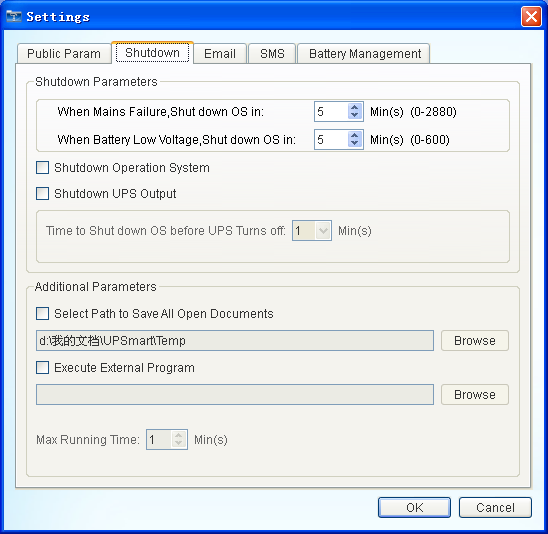 Settings
Public Param Shutdown Email SMS Battery Management
Shutdown Parameters
When Mains Failure,Shut down OS in: 5 Min(s) (0-2880)
When Battery Low Voltage,Shut down OS in: 5 Min(s) (0-600)
Shutdown Operation System
Shutdown UPS Output
Time to Shut down OS before UPS Turns off: 1 Min(s)
Additional Parameters
Select Path to Save All Open Documents
d:\我的文档\UPSmart\Temp Browse
Execute External Program
Browse
Max Running Time: 1 Min(s)
OK Cancel